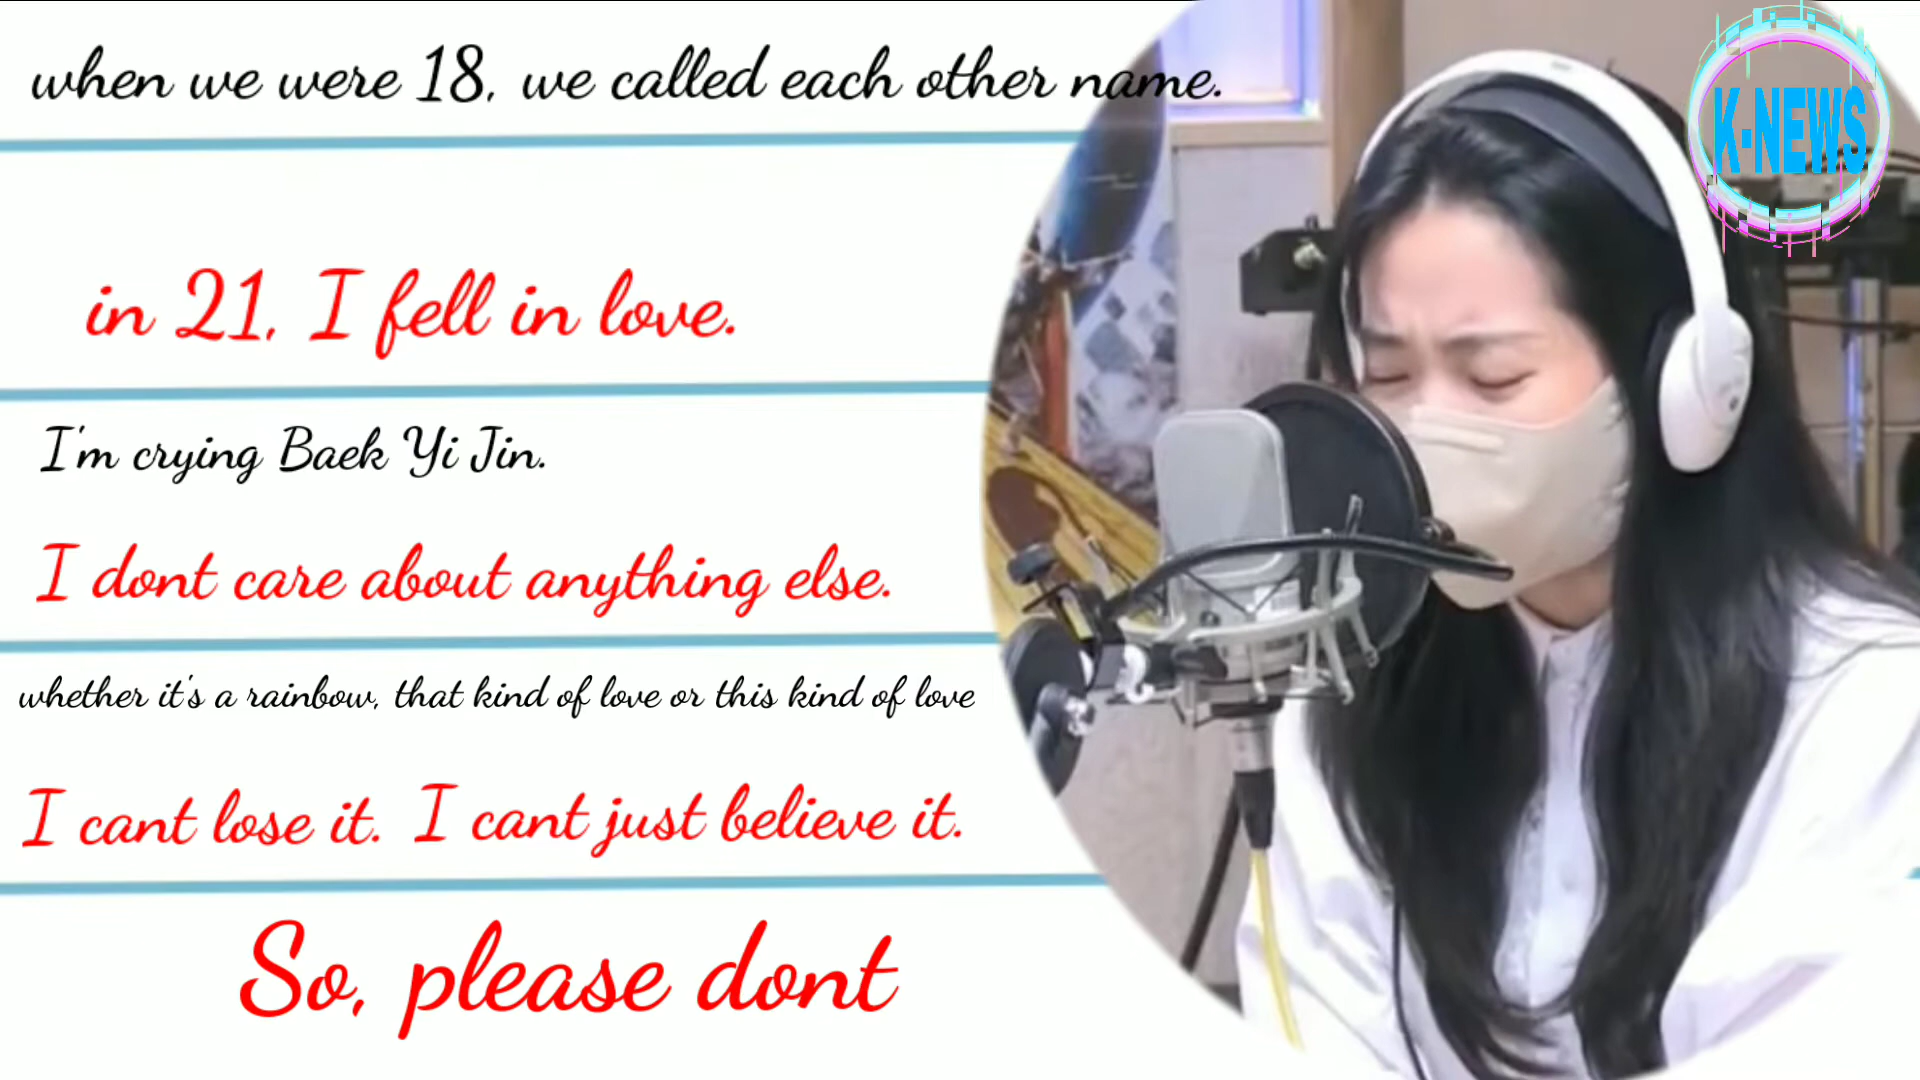 when we were 18, we called each other name.
K-NEWS
in 21, I fell in love.
I'm crying Baek Yi Jin.
I dont care about anything else.
whether it's a rainbow, that kind of love or this kind of love
I cant lose it. I cant just believe it.
So, please dont